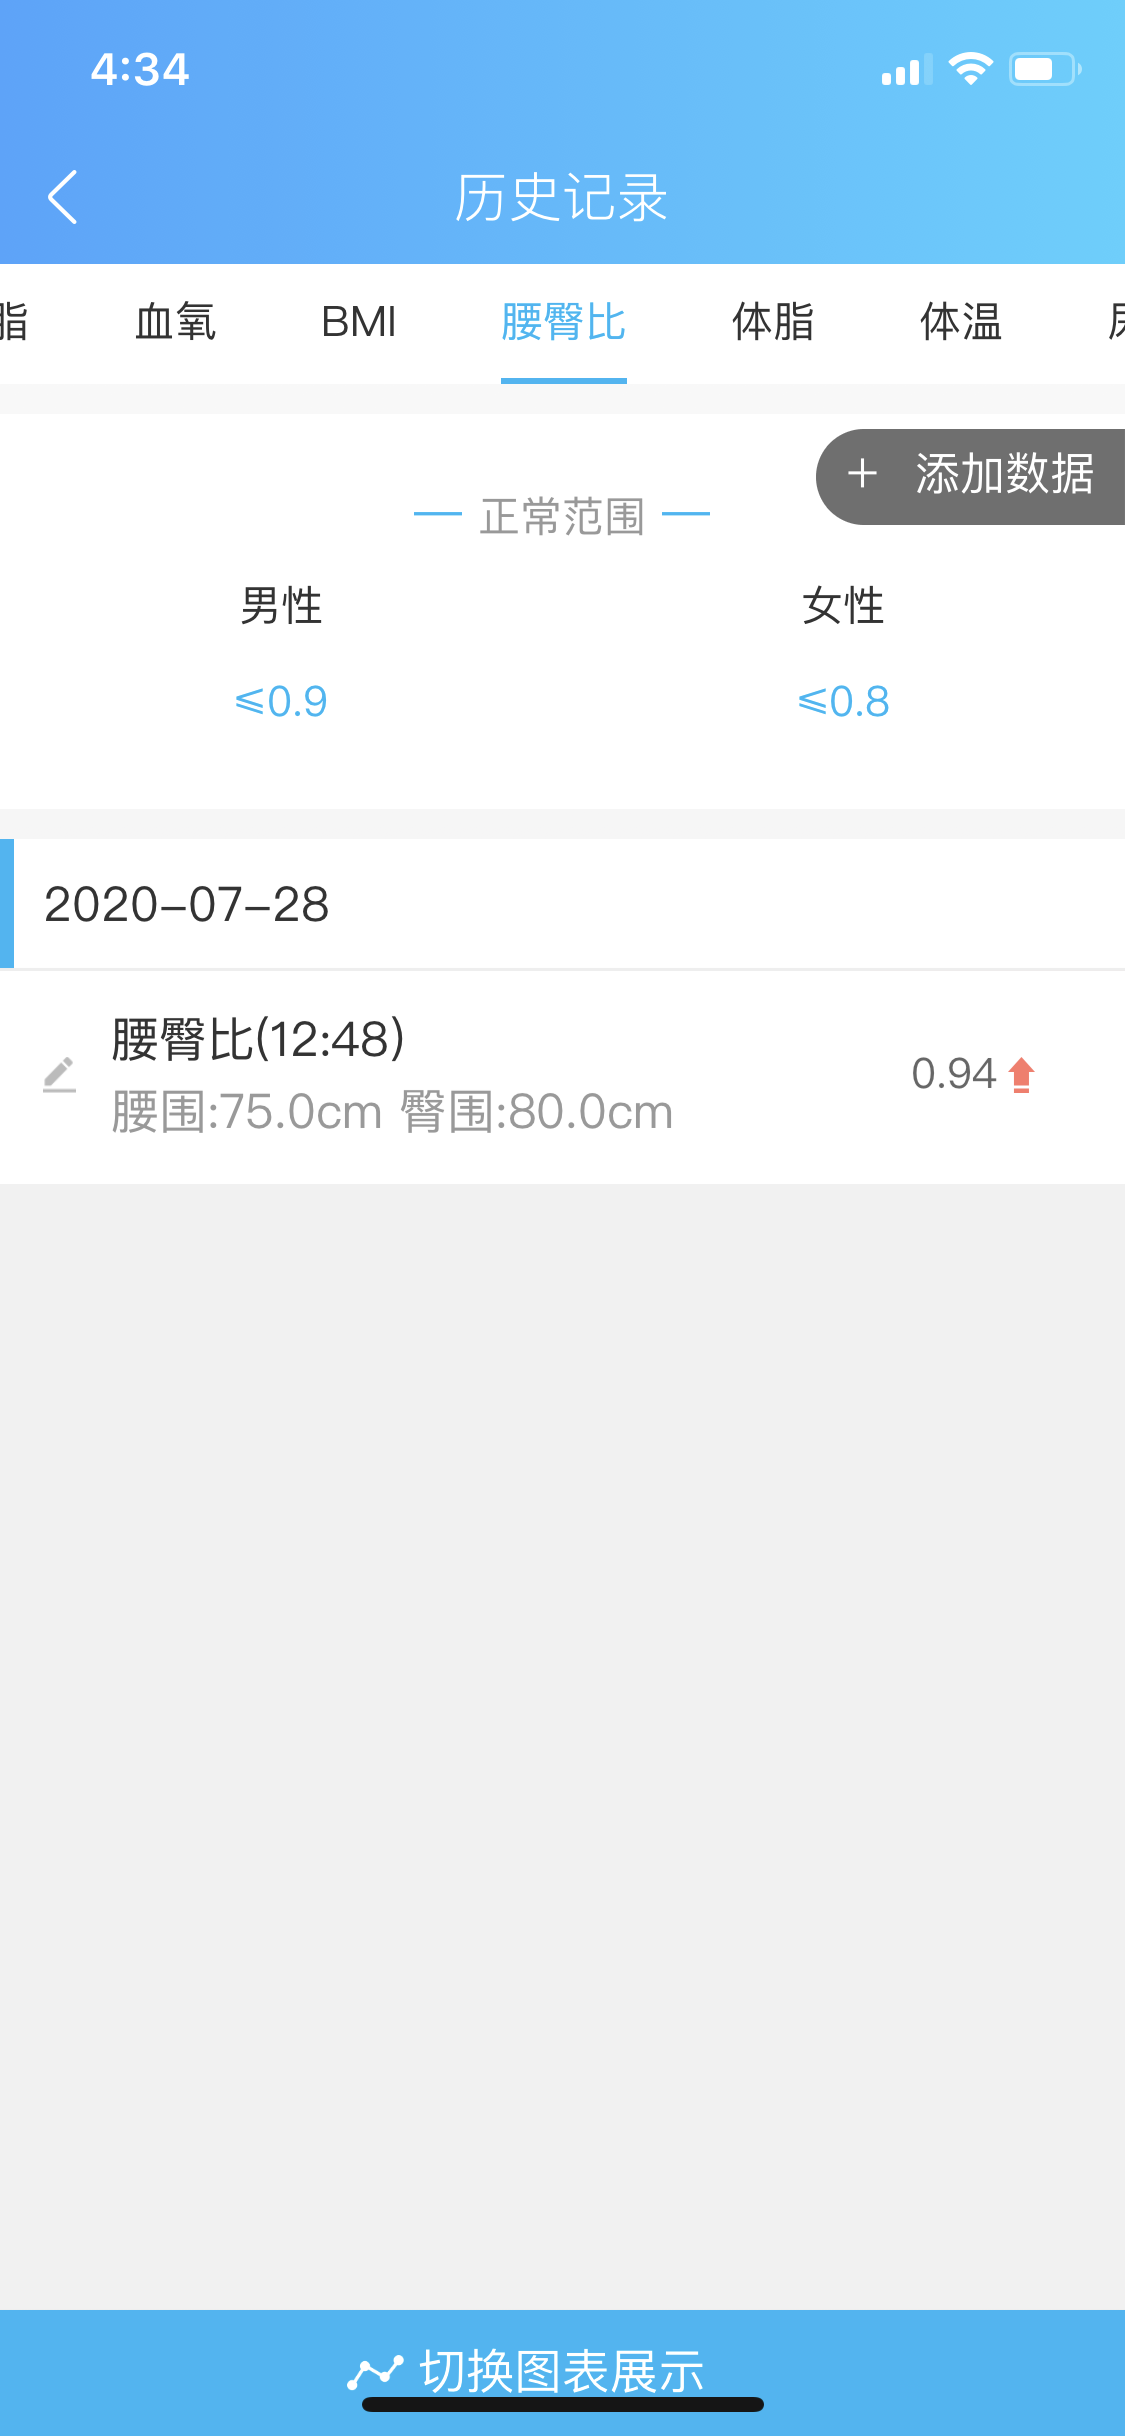 4:34
历史记录
脂 血氧 BMI 腰臀比 体脂 体温
+ 添加数据
正常范围
男性 女性
≤0.9 ≤0.8
2020-07-28
腰臀比(12:48)
腰围:75.0cm 臀围:80.0cm
0.94
切换图表展示